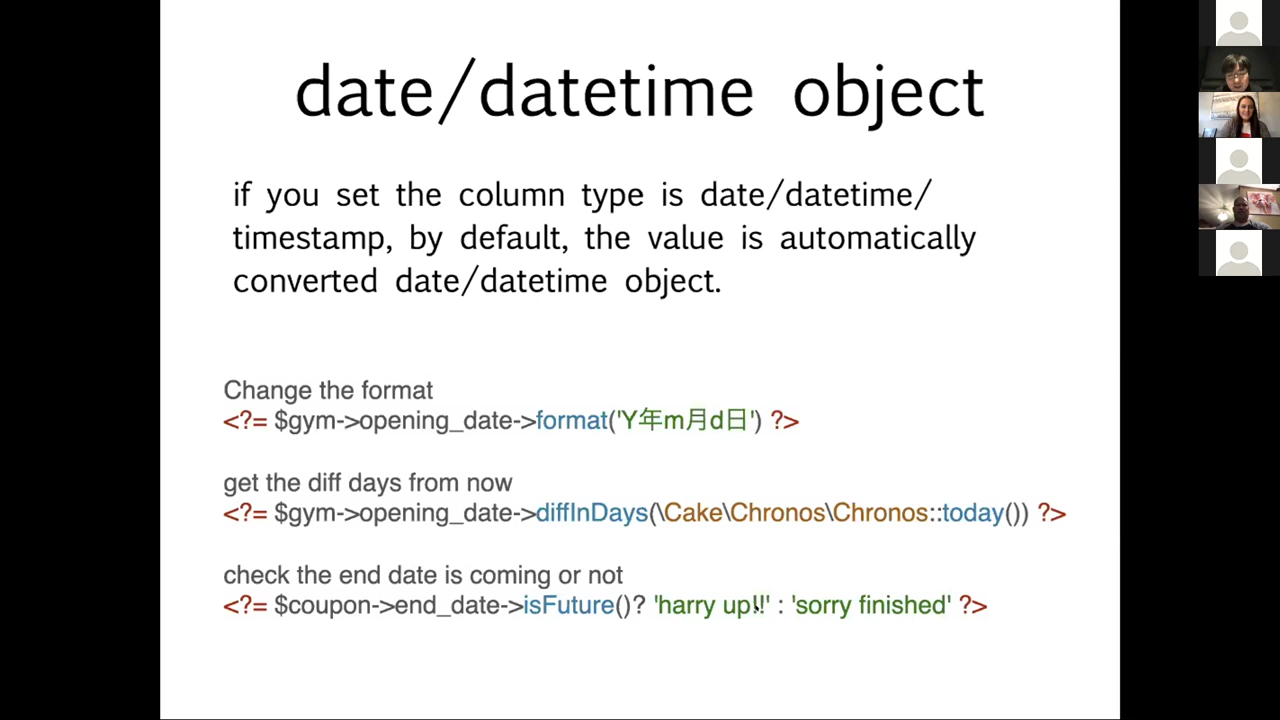 date/datetime object
if you set the column type is date/datetime/
timestamp, by default, the value is automatically
converted date/datetime object.
Change the format
<?= $gym->opening_date->format('Y年m月d日') ?>
get the diff days from now
<?= $gym->opening_date->diffInDays(\Cake\Chronos\Chronos::today()) ?>
check the end date is coming or not
<?= $coupon->end_date->isFuture()? 'harry up!!' : 'sorry finished' ?>